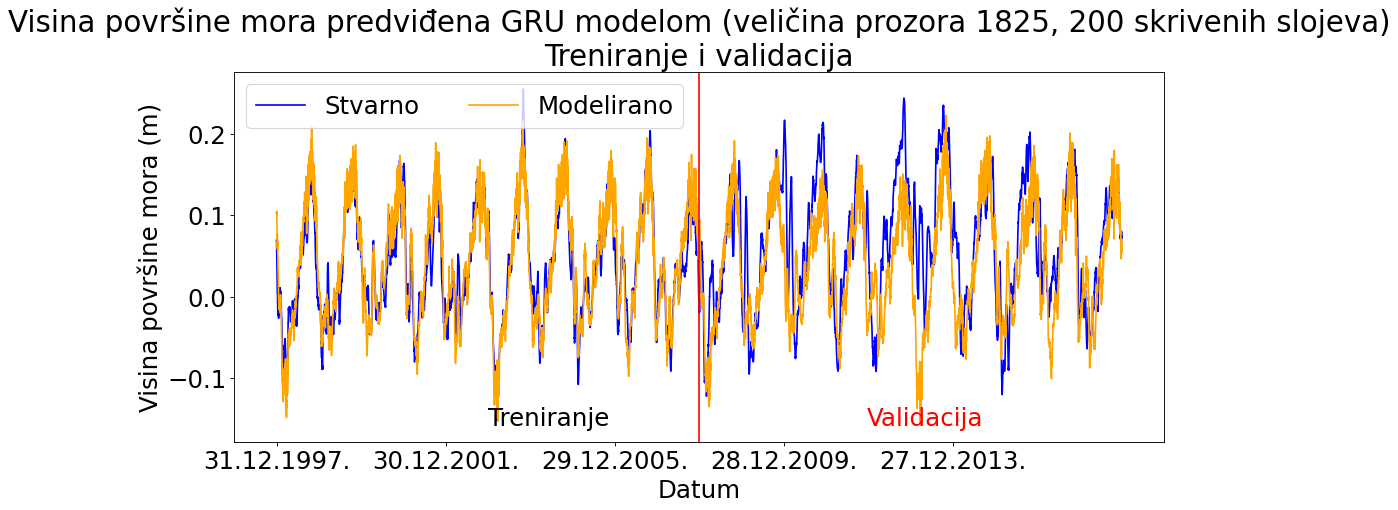 Visina površine mora predviđena GRU modelom (veličina prozora 1825, 200 skrivenih slojeva)
Treniranje i validacija
Stvarno Modelirano
Visina površine mora (m)
0.2
0.1
0.0
−0.1
Treniranje Validacija
31.12.1997. 30.12.2001. 29.12.2005. 28.12.2009. 27.12.2013.
Datum